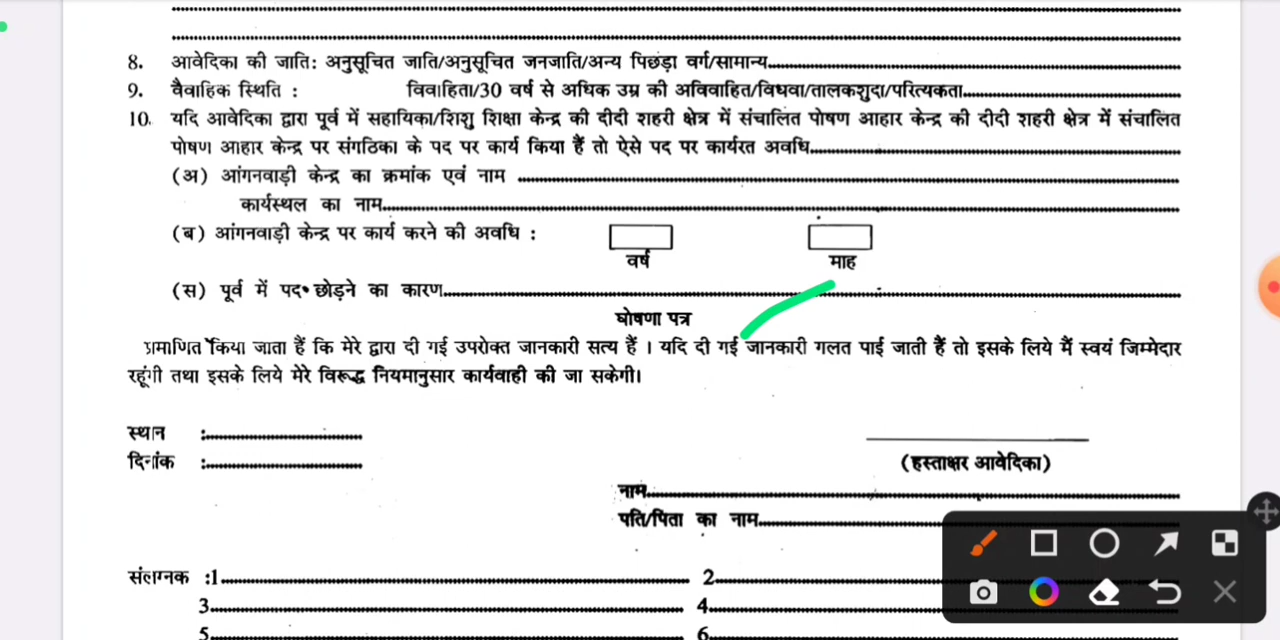 8. आवेदिका की जाति: अनुसूचित जाति/अनुसूचित जनजाति/अन्य पिछड़ा वर्ग/सामान्य
9. वैवाहिक स्थिति : विवाहिता/30 वर्ष से अधिक उम्र की अविवाहित/विधवा/तालकशुदा/परित्यकता
10. यदि आवेदिका द्वारा पूर्व में सहायिका/शिशु शिक्षा केन्द्र की दीदी शहरी क्षेत्र में संचालित पोषण आहार केन्द्र की दीदी शहरी क्षेत्र में संचालित
पोषण आहार केन्द्र पर संगठिका के पद पर कार्य किया हैं तो ऐसे पद पर कार्यरत अवधि
(अ) आंगनवाड़ी केन्द्र का क्रमांक एवं नाम
कार्यस्थल का नाम
(ब) आंगनवाड़ी केन्द्र पर कार्य करने की अवधि :
वर्ष माह
(स) पूर्व में पद छोड़ने का कारण
घोषणा पत्र
प्रमाणित किया जाता हैं कि मेरे द्वारा दी गई उपरोक्त जानकारी सत्य हैं । यदि दी गई जानकारी गलत पाई जाती हैं तो इसके लिये मैं स्वयं जिम्मेदार
रहूंगी तथा इसके लिये मेरे विरूद्ध नियमानुसार कार्यवाही की जा सकेगी।
स्थान :
दिनांक :
(हस्ताक्षर आवेदिका)
नाम
पति/पिता का नाम
संलग्नक :1 2
3 4
5 6